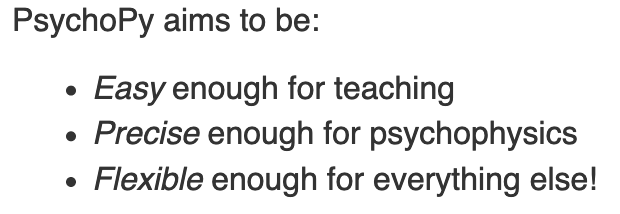 PsychoPy aims to be:
• Easy enough for teaching
• Precise enough for psychophysics
• Flexible enough for everything else!